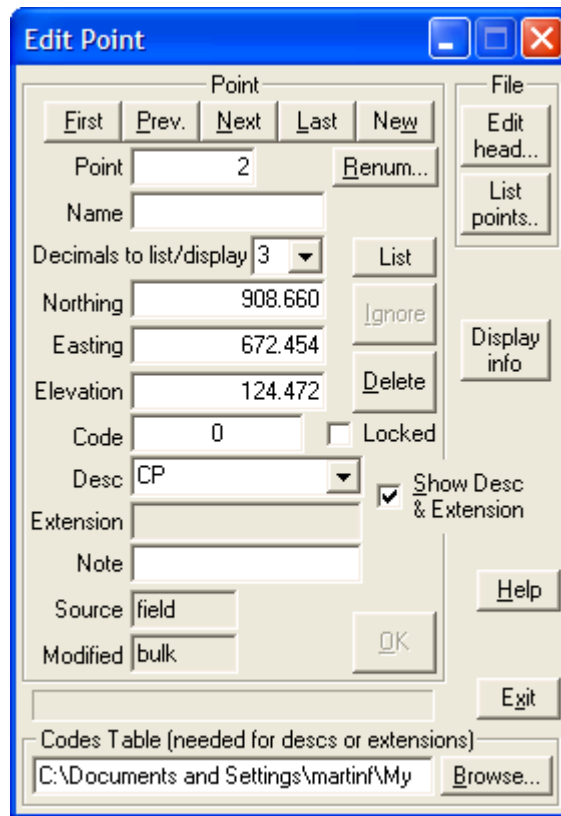 Edit Point
Point File
First Prev. Next Last New Edit head...
Point 2 Renum...
Name List points..
Decimals to list/display 3 List
Northing 908.660 Ignore
Easting 672.454 Display info
Elevation 124.472 Delete
Code 0 Locked
Desc CP Show Desc & Extension
Extension
Note
Source field Help
Modified bulk OK
Exit
Codes Table (needed for descs or extensions)
C:\Documents and Settings\martinf\My Browse...